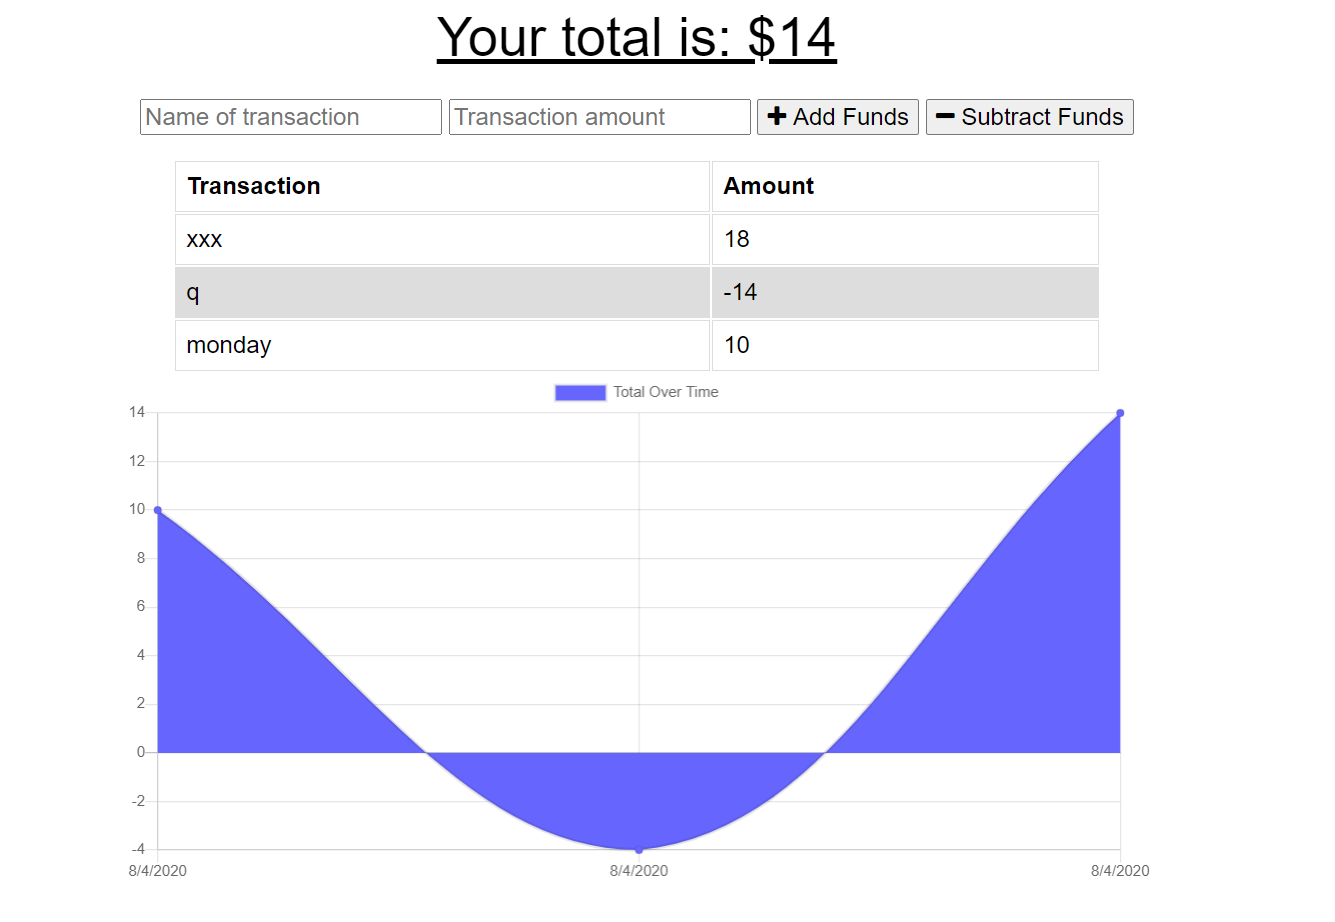 Your total is: $14
Name of transaction Transaction amount Add Funds Subtract Funds
Transaction Amount
xxx 18
q -14
monday 10
Total Over Time
14
12
10
8
6
4
2
0
-2
-4
8/4/2020 8/4/2020 8/4/2020